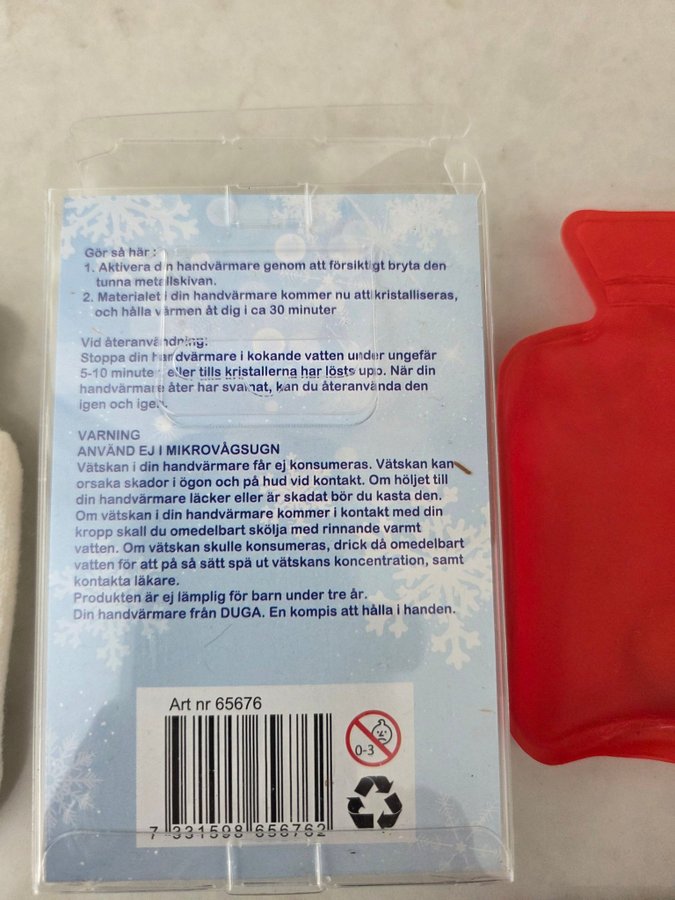 Gör så här :
1. Aktivera din handvärmare genom att försiktigt bryta den
tunna metallskivan.
2. Materialet i din handvärmare kommer nu att kristalliseras,
och hålla värmen åt dig i ca 30 minuter
Vid återanvändning:
Stoppa din handvärmare i kokande vatten under ungefär
5-10 minuter eller tills kristallerna har lösts upp. När din
handvärmare åter har svalnat, kan du återanvända den
igen och igen.
VARNING
ANVÄND EJ I MIKROVÅGSUGN
Vätskan i din handvärmare får ej konsumeras. Vätskan kan
orsaka skador i ögon och på hud vid kontakt. Om höljet till
din handvärmare läcker eller är skadat bör du kasta den.
Om vätskan i din handvärmare kommer i kontakt med din
kropp skall du omedelbart skölja med rinnande varmt
vatten. Om vätskan skulle konsumeras, drick då omedelbart
vatten för att på så sätt spä ut vätskans koncentration, samt
kontakta läkare.
Produkten är ej lämplig för barn under tre år.
Din handvärmare från DUGA. En kompis att hålla i handen.
Art nr 65676
0-3
7 331598 656762